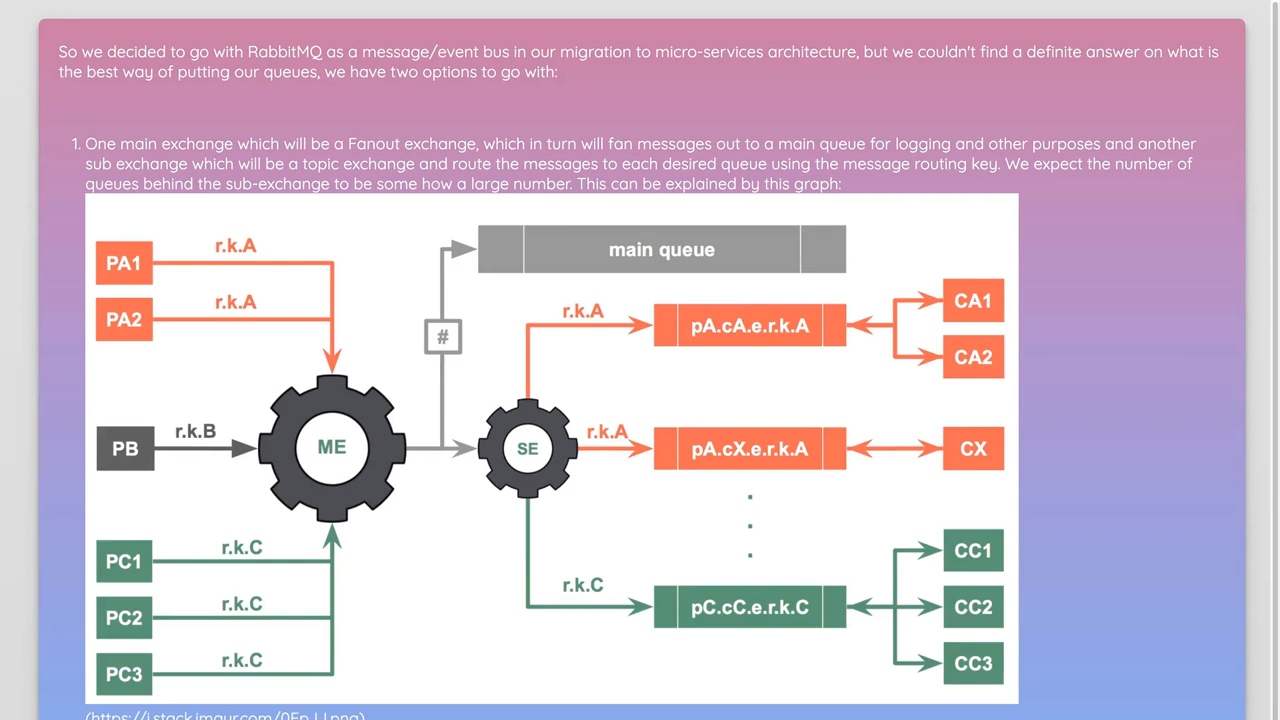 So we decided to go with RabbitMQ as a message/event bus in our migration to micro-services architecture, but we couldn't find a definite answer on what is
the best way of putting our queues, we have two options to go with:
1. One main exchange which will be a Fanout exchange, which in turn will fan messages out to a main queue for logging and other purposes and another
sub exchange which will be a topic exchange and route the messages to each desired queue using the message routing key. We expect the number of
queues behind the sub-exchange to be some how a large number. This can be explained by this graph:
PA1
r.k.A
PA2
r.k.A
PB
r.k.B
PC1
r.k.C
PC2
r.k.C
PC3
r.k.C
ME
#
main queue
SE
r.k.A
pA.cA.e.r.k.A
CA1
CA2
r.k.A
pA.cX.e.r.k.A
CX
r.k.C
pC.cC.e.r.k.C
CC1
CC2
CC3